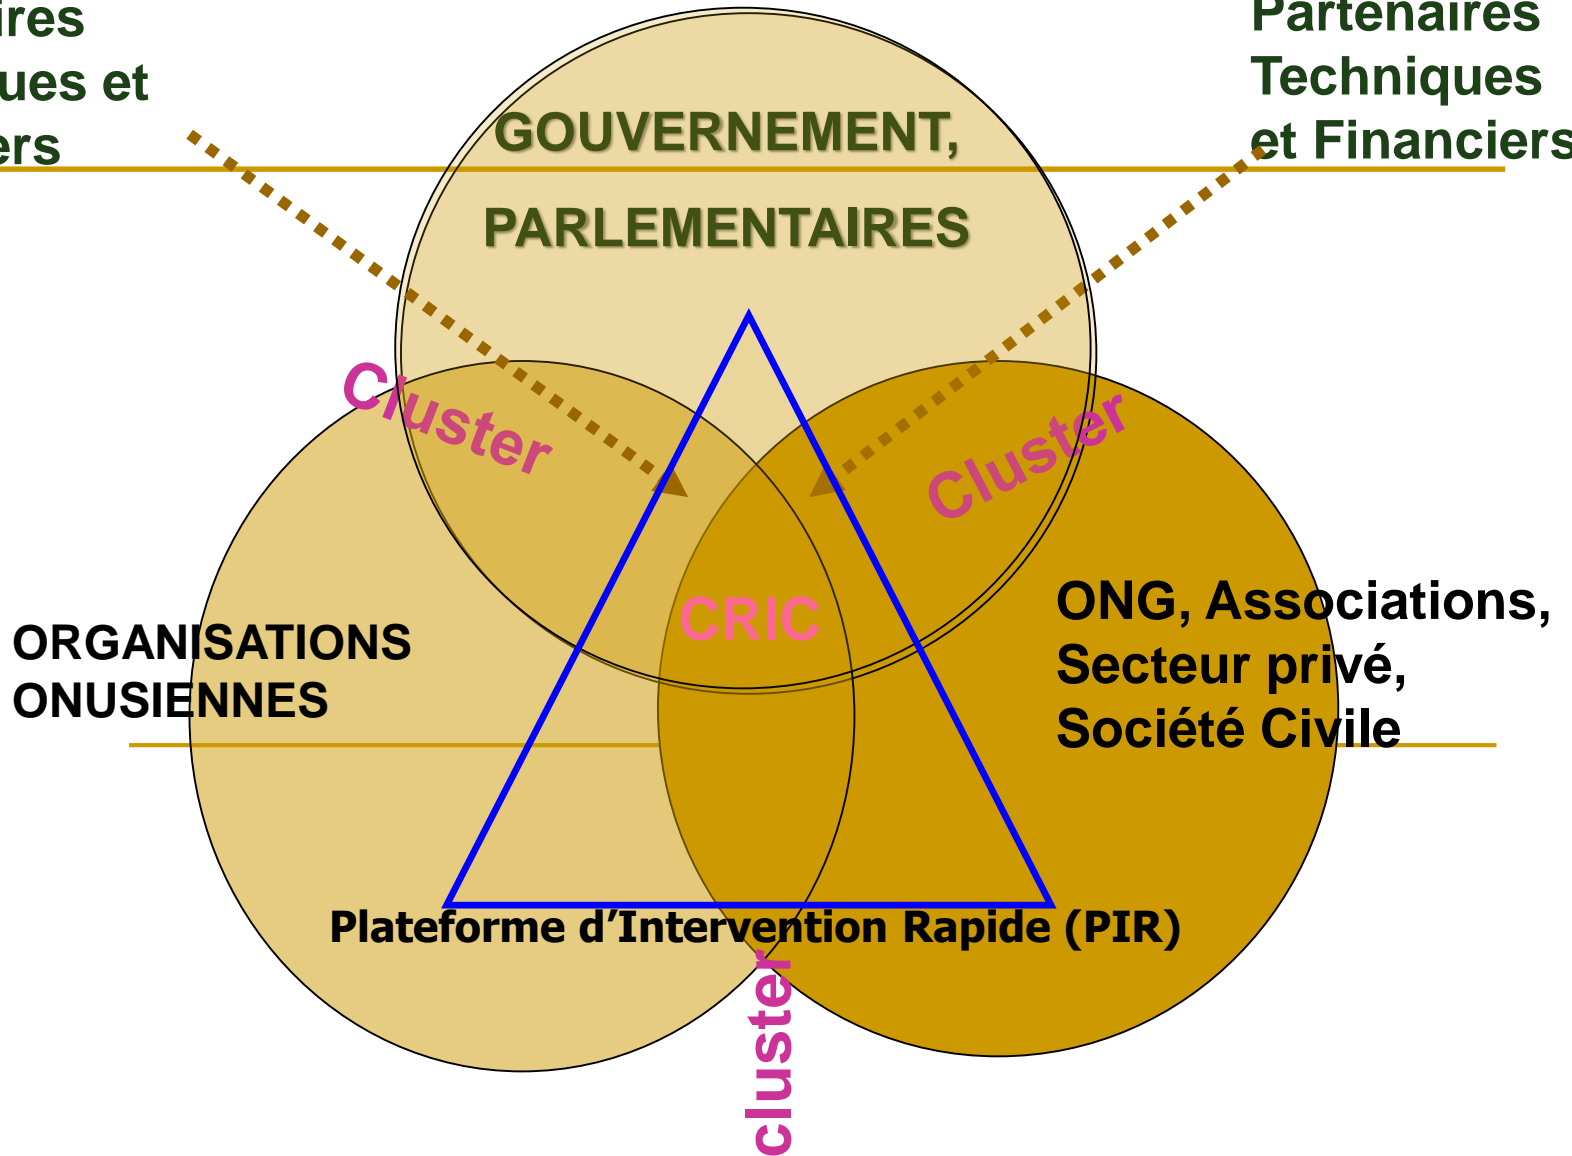 ires
ues et
ers
Partenaires
Techniques
et Financiers
GOUVERNEMENT,
PARLEMENTAIRES
Cluster
Cluster
CRIC
ORGANISATIONS
ONUSIENNES
ONG, Associations,
Secteur privé,
Société Civile
Plateforme d’Intervention Rapide (PIR)
cluster